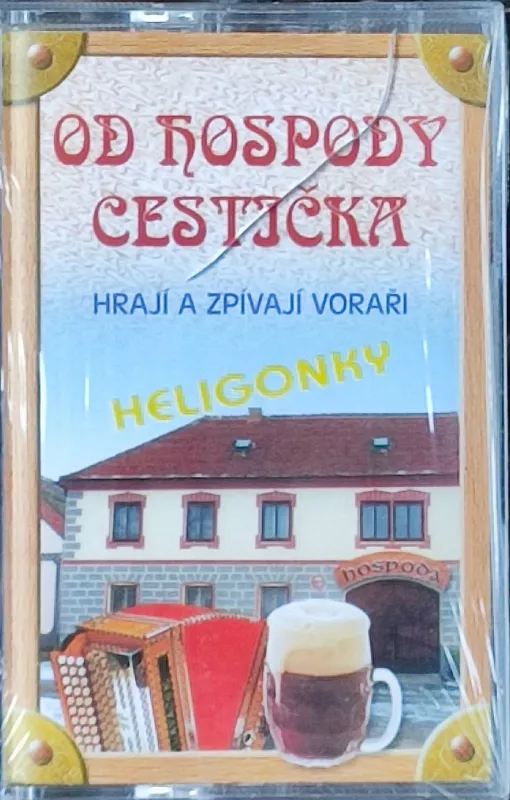 OD HOSPODY
CESTIČKA
HRAJÍ A ZPÍVAJÍ VORAŘI
HELIGONKY
HOSPODA